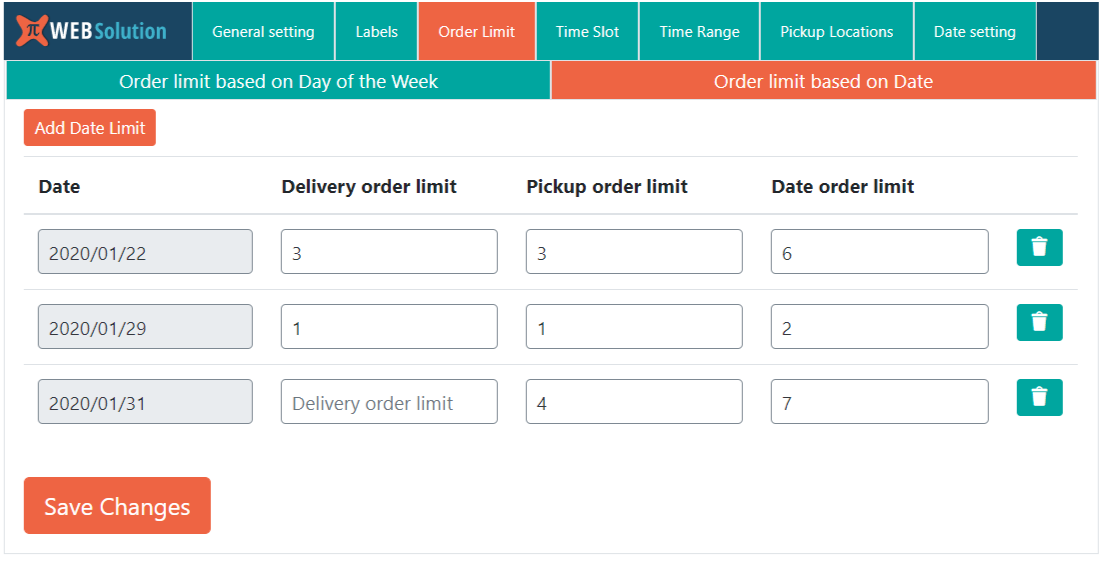 π WEBSolution General setting Labels Order Limit Time Slot Time Range Pickup Locations Date setting
Order limit based on Day of the Week Order limit based on Date
Add Date Limit
Date Delivery order limit Pickup order limit Date order limit
2020/01/22 3 3 6
2020/01/29 1 1 2
2020/01/31 Delivery order limit 4 7
Save Changes